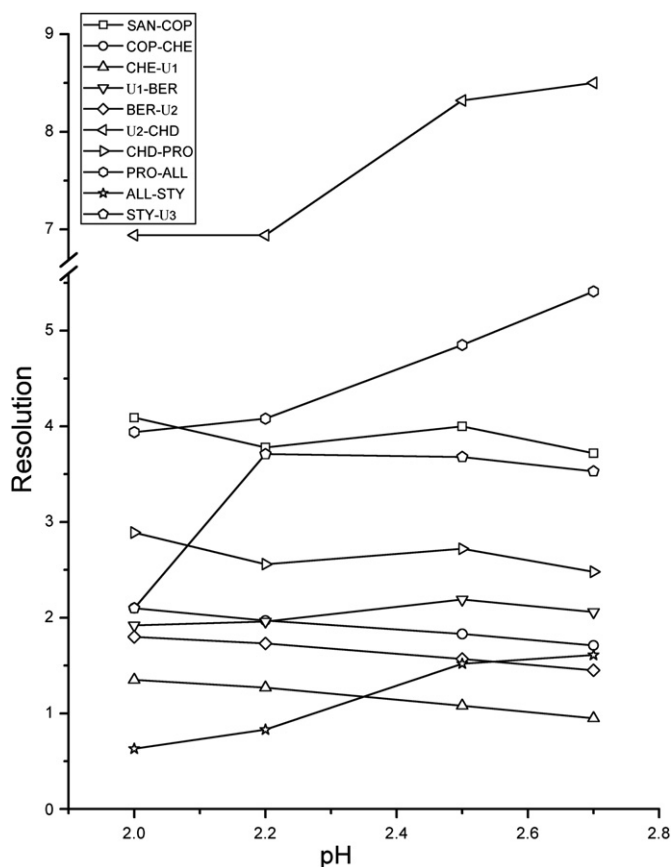 SAN-COP
COP-CHE
CHE-U1
U1-BER
BER-U2
U2-CHD
CHD-PRO
PRO-ALL
ALL-STY
STY-U3
9
8
7
5
4
3
2
1
0
Resolution
2.0 2.2 2.4 2.6 2.8
pH